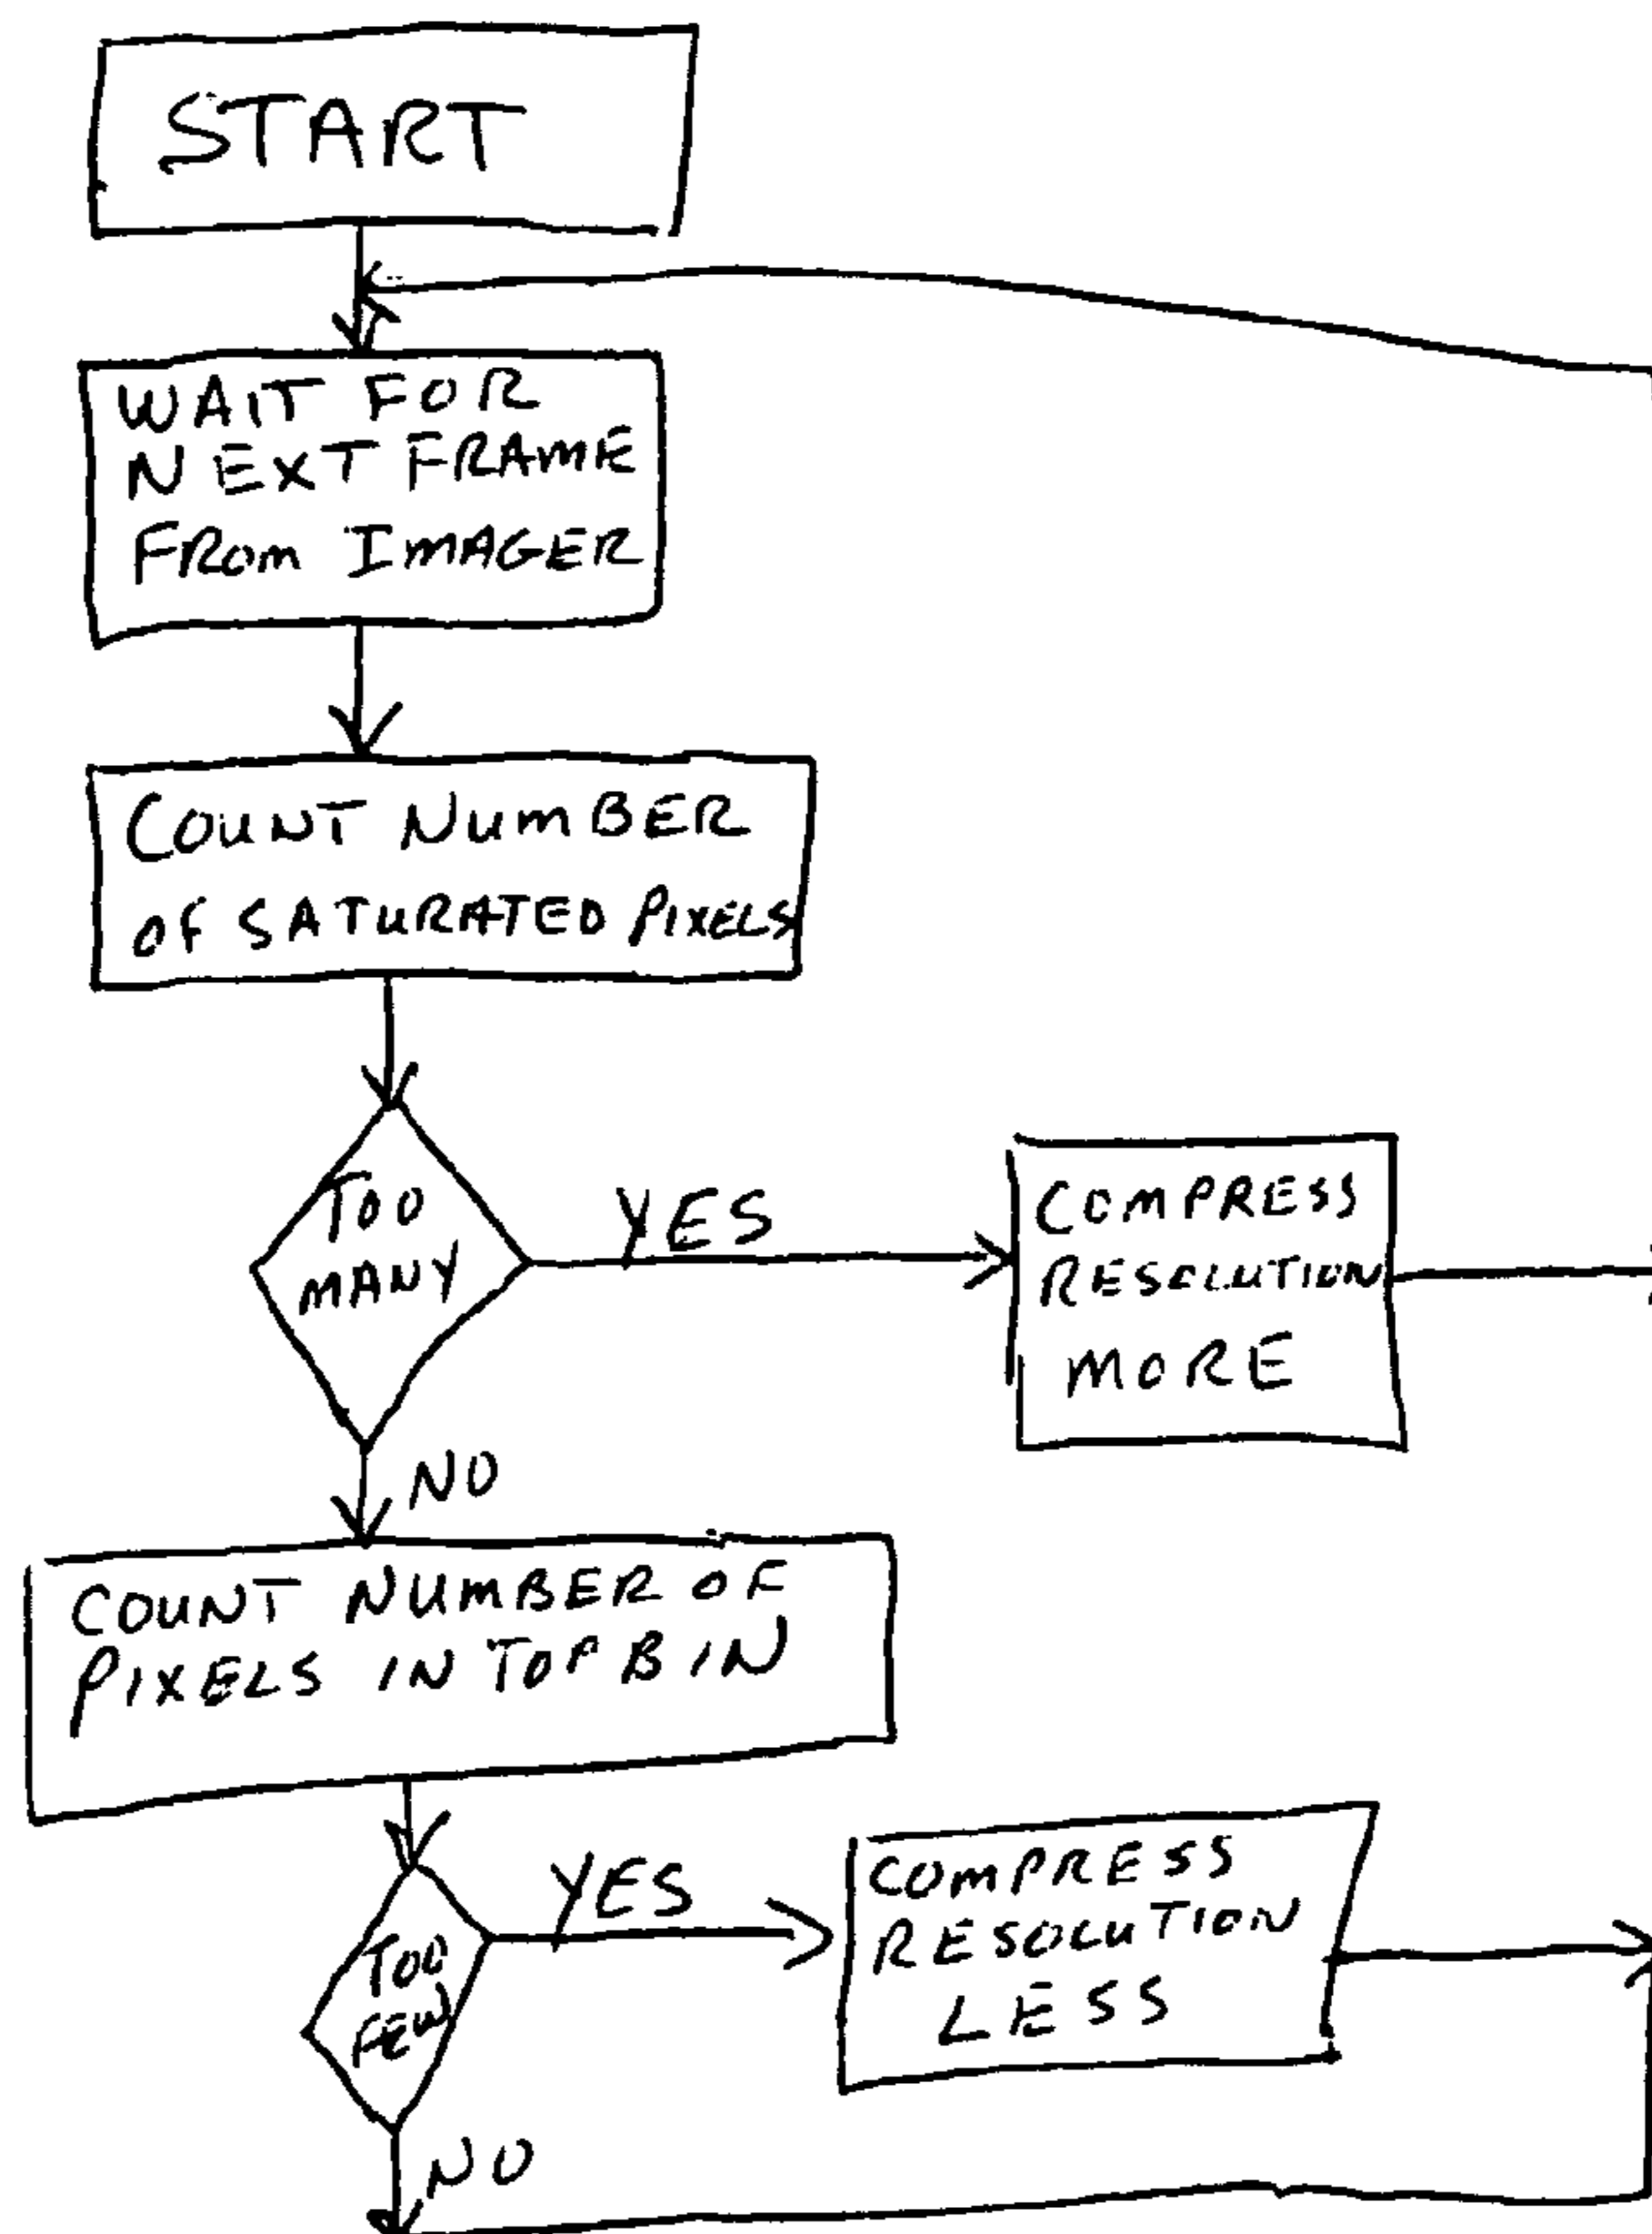 START
WAIT FOR
NEXT FRAME
FROM IMAGER
COUNT NUMBER
OF SATURATED PIXELS
TOO
MANY
YES
COMPRESS
RESOLUTION
MORE
NO
COUNT NUMBER OF
PIXELS IN TOP BIN
TOO
FEW
YES
COMPRESS
RESOLUTION
LESS
NO